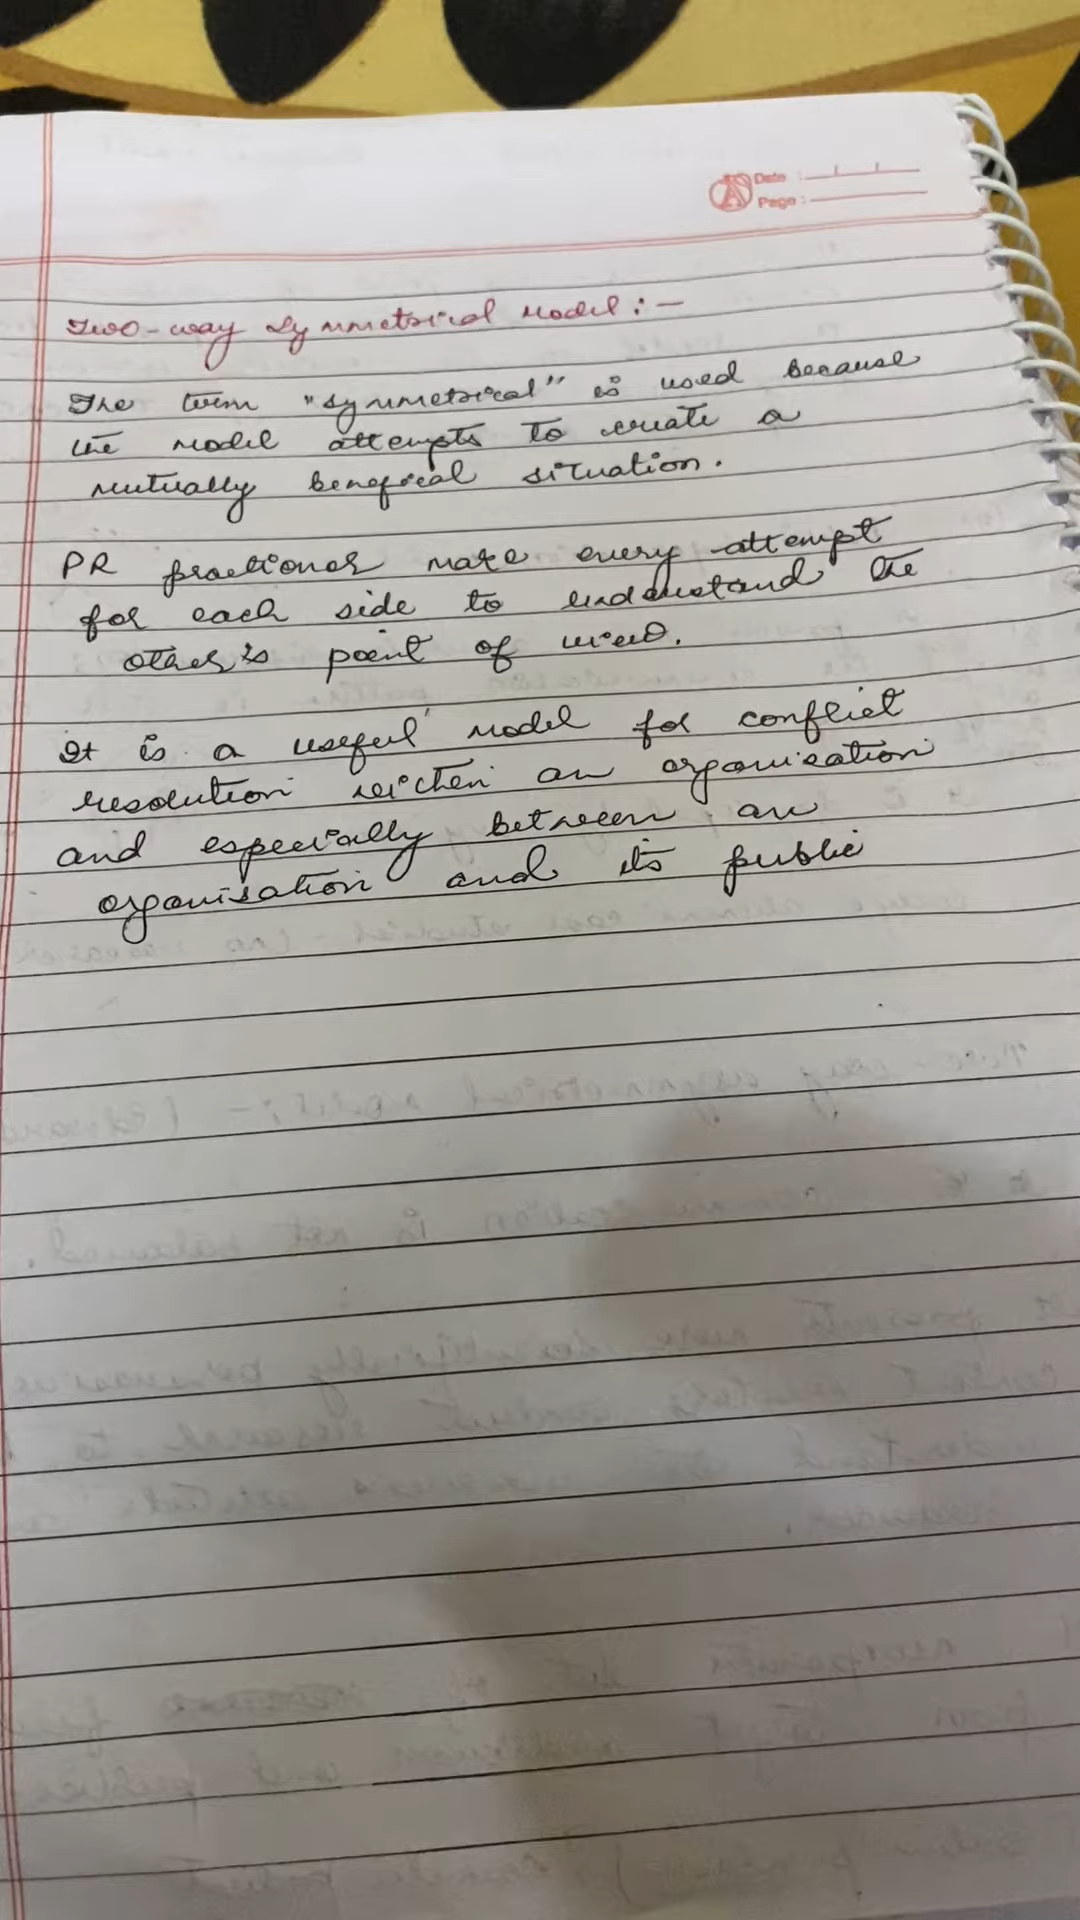 Date :
Page :
Two-way Symmetrical Model :-
The term "symmetrical" is used because
the model attempts to create a
mutually benefical situation.
PR practioner make every attempt
for each side to understand the
other's point of view.
It is a useful model for conflict
resolution within an organisation
and especially between an
organisation and its public